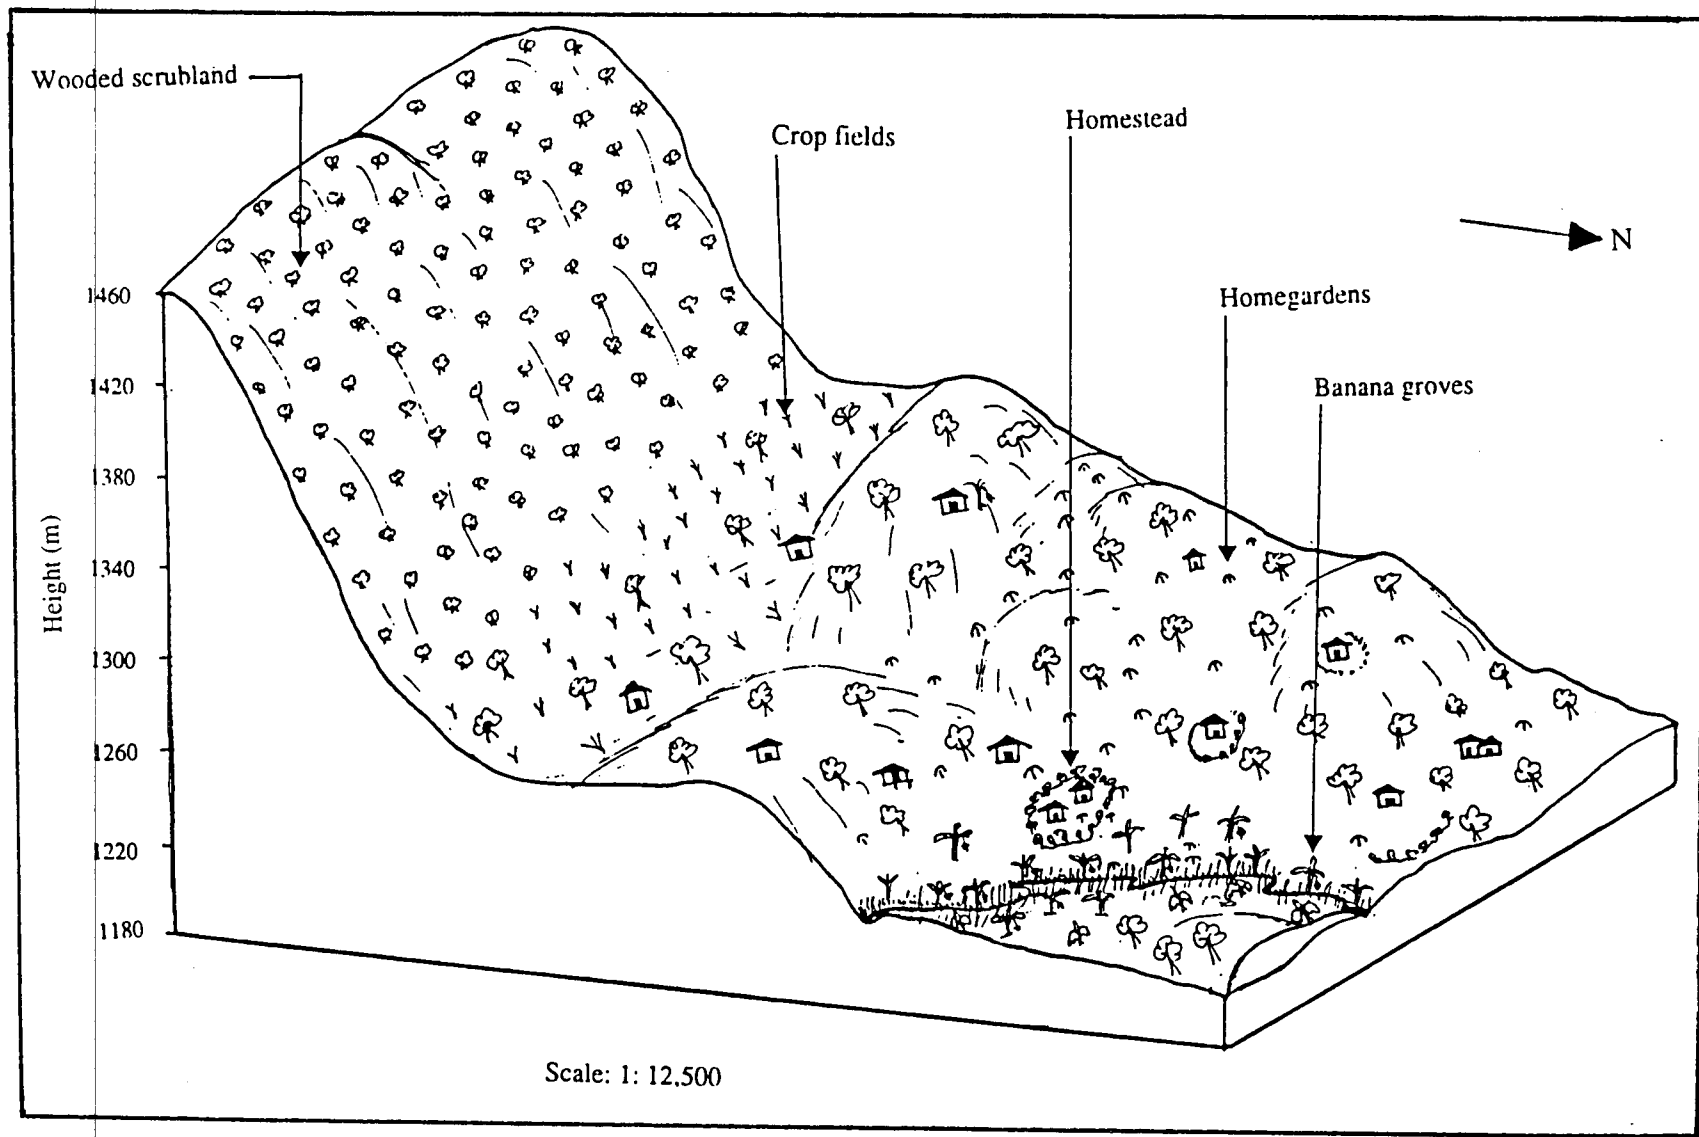 Wooded scrubland
Crop fields
Homestead
N
Homegardens
Banana groves
Height (m)
1460
1420
1380
1340
1300
1260
1220
1180
Scale: 1: 12,500